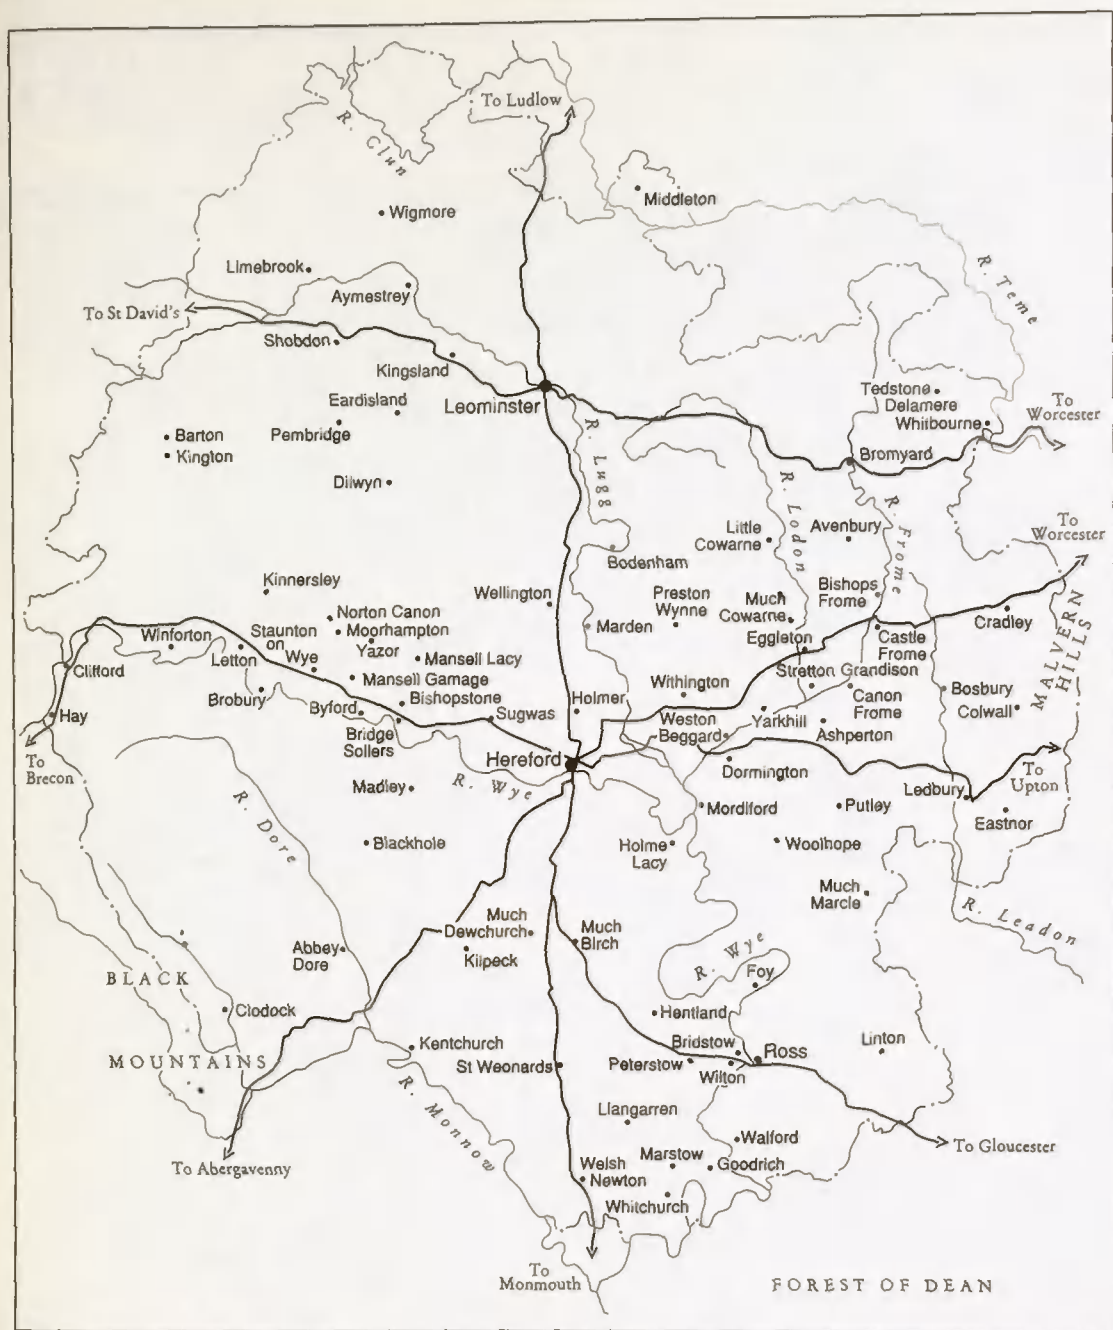 To Ludlow
R. Clun
Middleton
Wigmore
Limebrook
Aymestrey
R. Teme
To St David's
Shobdon
Kingsland
Leominster
Eardisland
Pembridge
Barton
Kington
Dilwyn
R. Lugg
Tedstone
Delamere
Whitbourne
To
Worcester
Bromyard
R. Lodon
R. Frome
Little
Cowarne
Avenbury
To
Worcester
Bodenham
Kinnersley
Wellington
Preston
Wynne
Much
Cowarne
Bishops
Frome
Norton Canon
Moorhampton
Yazor
Marden
Eggleton
Castle
Frome
Cradley
MALVERN
HILLS
Winforton
Letton
Staunton
on
Wye
Mansell Lacy
Mansell Gamage
Clifford
Brobury
Byford
Bishopstone
Bridge
Sollers
Sugwas
Holmer
Withington
Stretton Grandison
Canon
Frome
Bosbury
Colwall
Hay
Weston
Beggard
Yarkhill
Ashperton
To
Brecon
Hereford
R. Wye
Dormington
To
Upton
Ledbury
Eastnor
Madley
R. Dore
Mordiford
Putley
Blackhole
Holme
Lacy
Woolhope
Much
Marcle
R. Leadon
Much
Dewchurch
Much
Birch
R. Wye
Abbey
Dore
Kilpeck
Foy
BLACK
MOUNTAINS
Clodock
Hentland
Kentchurch
St Weonards
Bridstow
Peterstow
Wilton
Ross
Linton
R. Monnow
Llangarren
Walford
To Gloucester
To Abergavenny
Marstow
Goodrich
Welsh
Newton
Whitchurch
To
Monmouth
FOREST OF DEAN